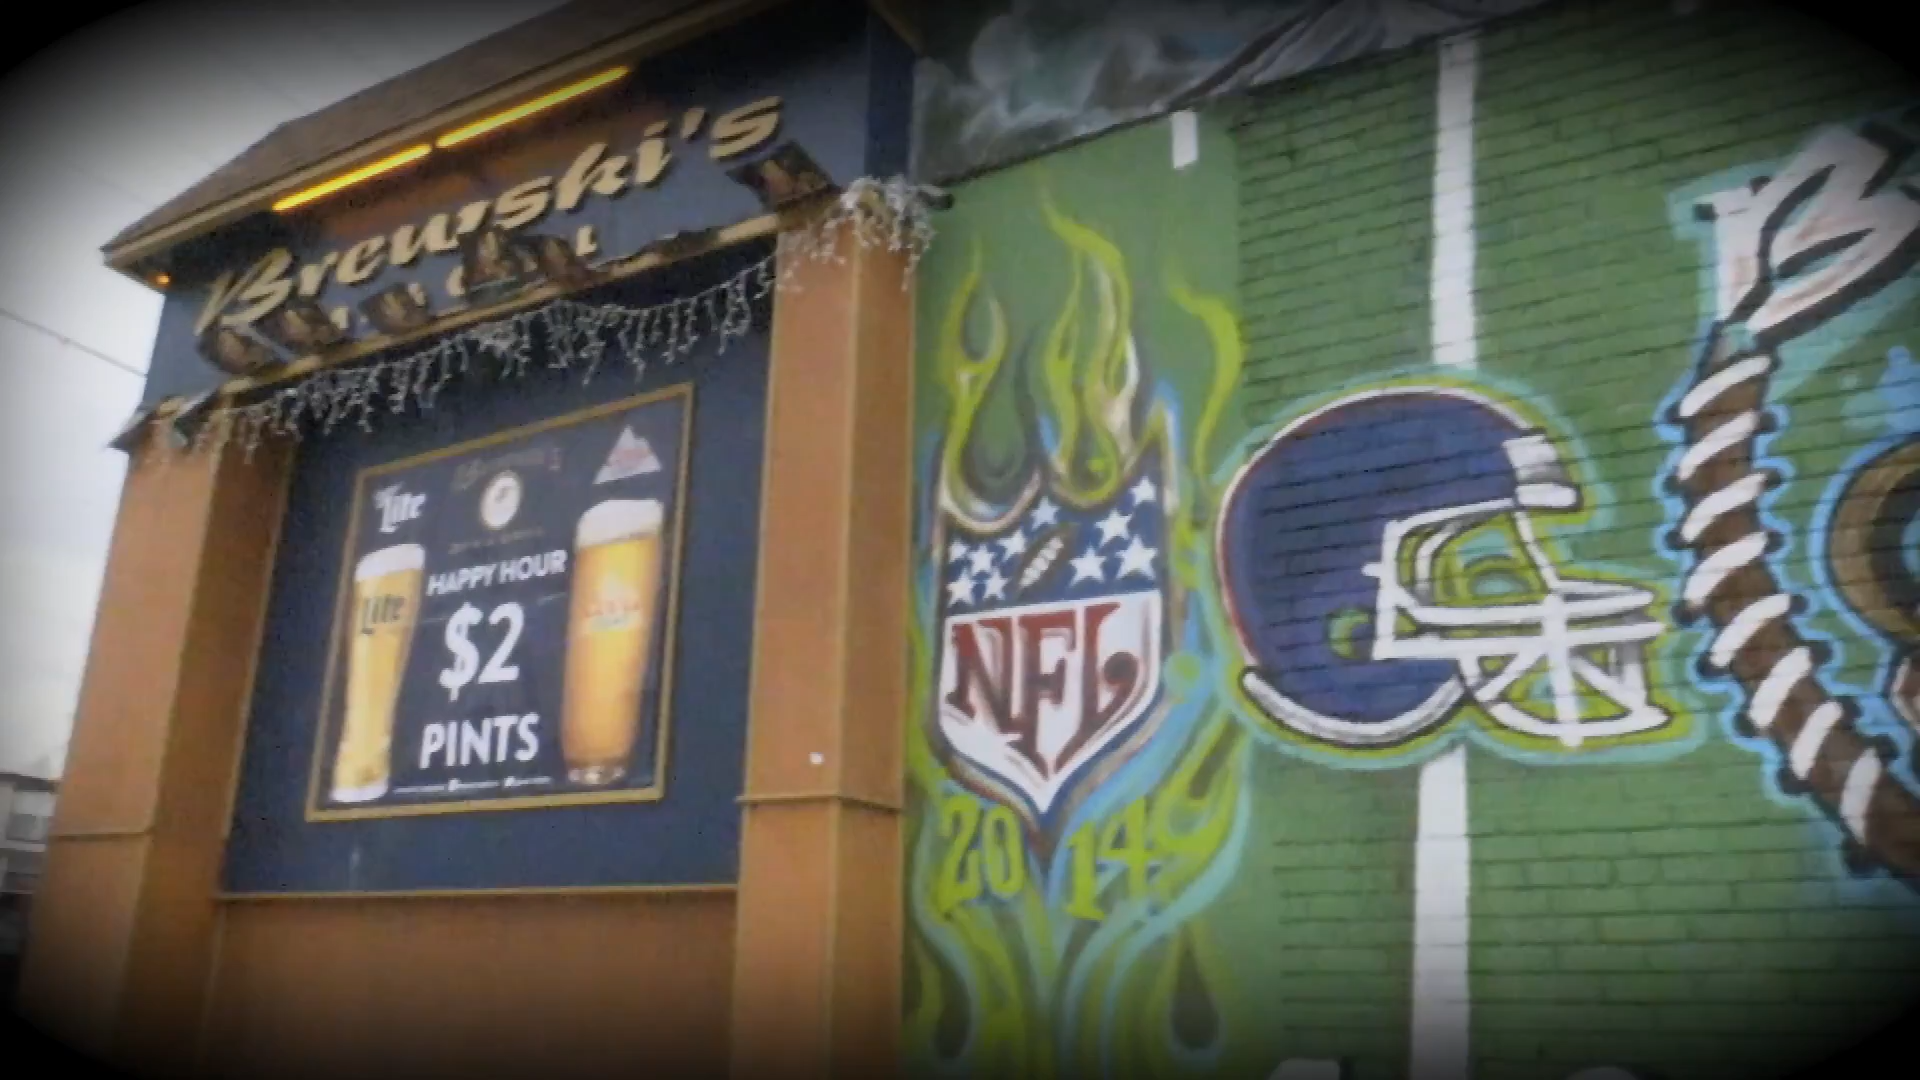 Brewski's
Lite
HAPPY HOUR
$2
PINTS
Lite
NFL
2014
B